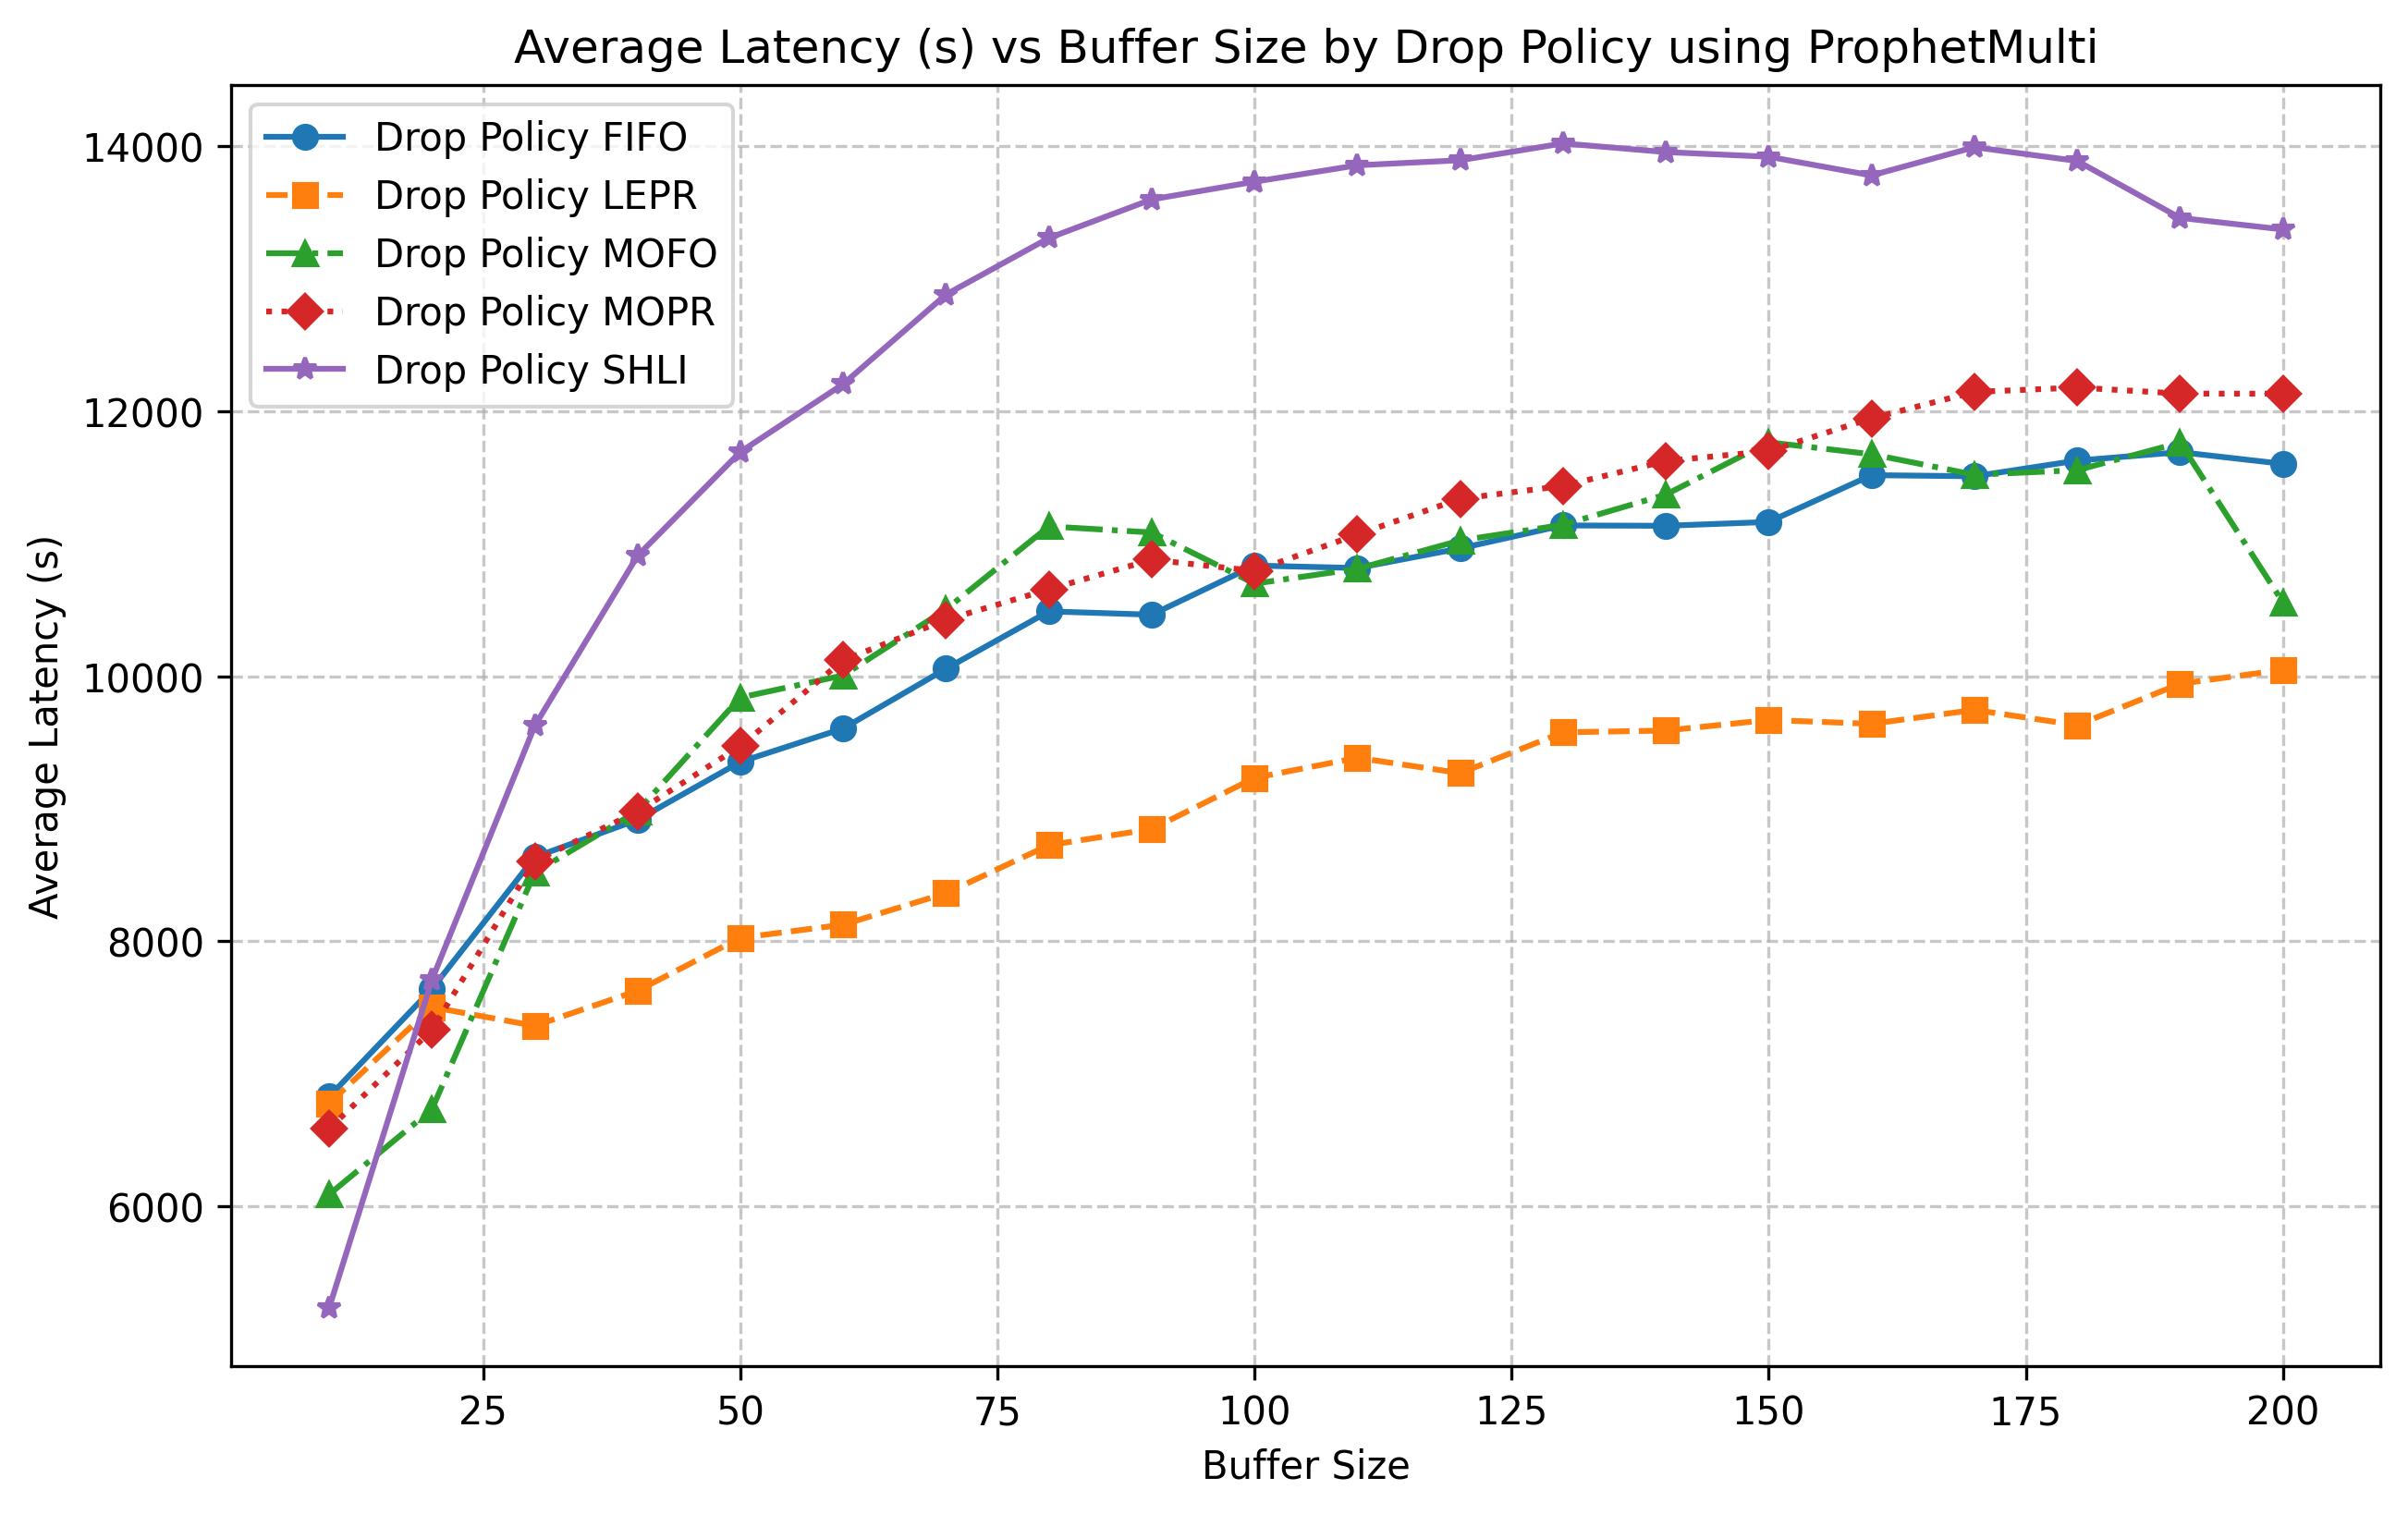 Average Latency (s) vs Buffer Size by Drop Policy using ProphetMulti
Drop Policy FIFO
Drop Policy LEPR
Drop Policy MOFO
Drop Policy MOPR
Drop Policy SHLI
14000
12000
10000
8000
6000
Average Latency (s)
25 50 75 100 125 150 175 200
Buffer Size